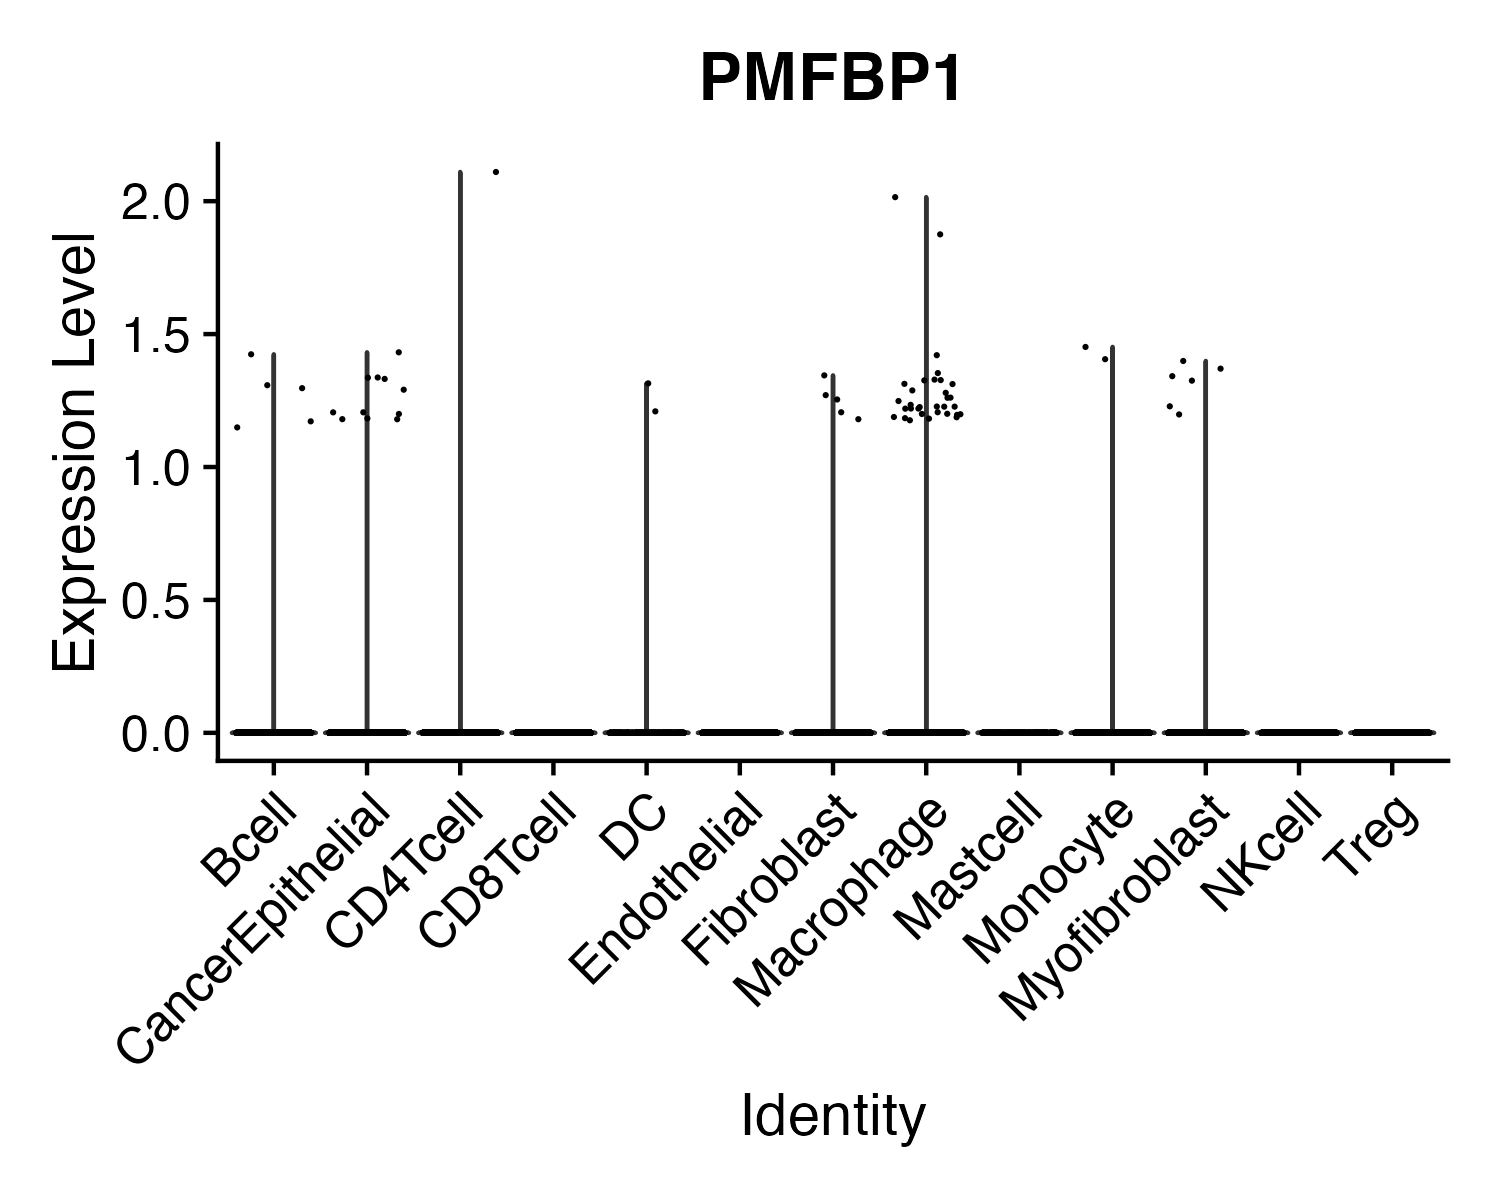 PMFBP1
Expression Level
2.0
1.5
1.0
0.5
0.0
Bcell
CancerEpithelial
CD4Tcell
CD8Tcell
DC
Endothelial
Fibroblast
Macrophage
Mastcell
Monocyte
Myofibroblast
NKcell
Treg
Identity